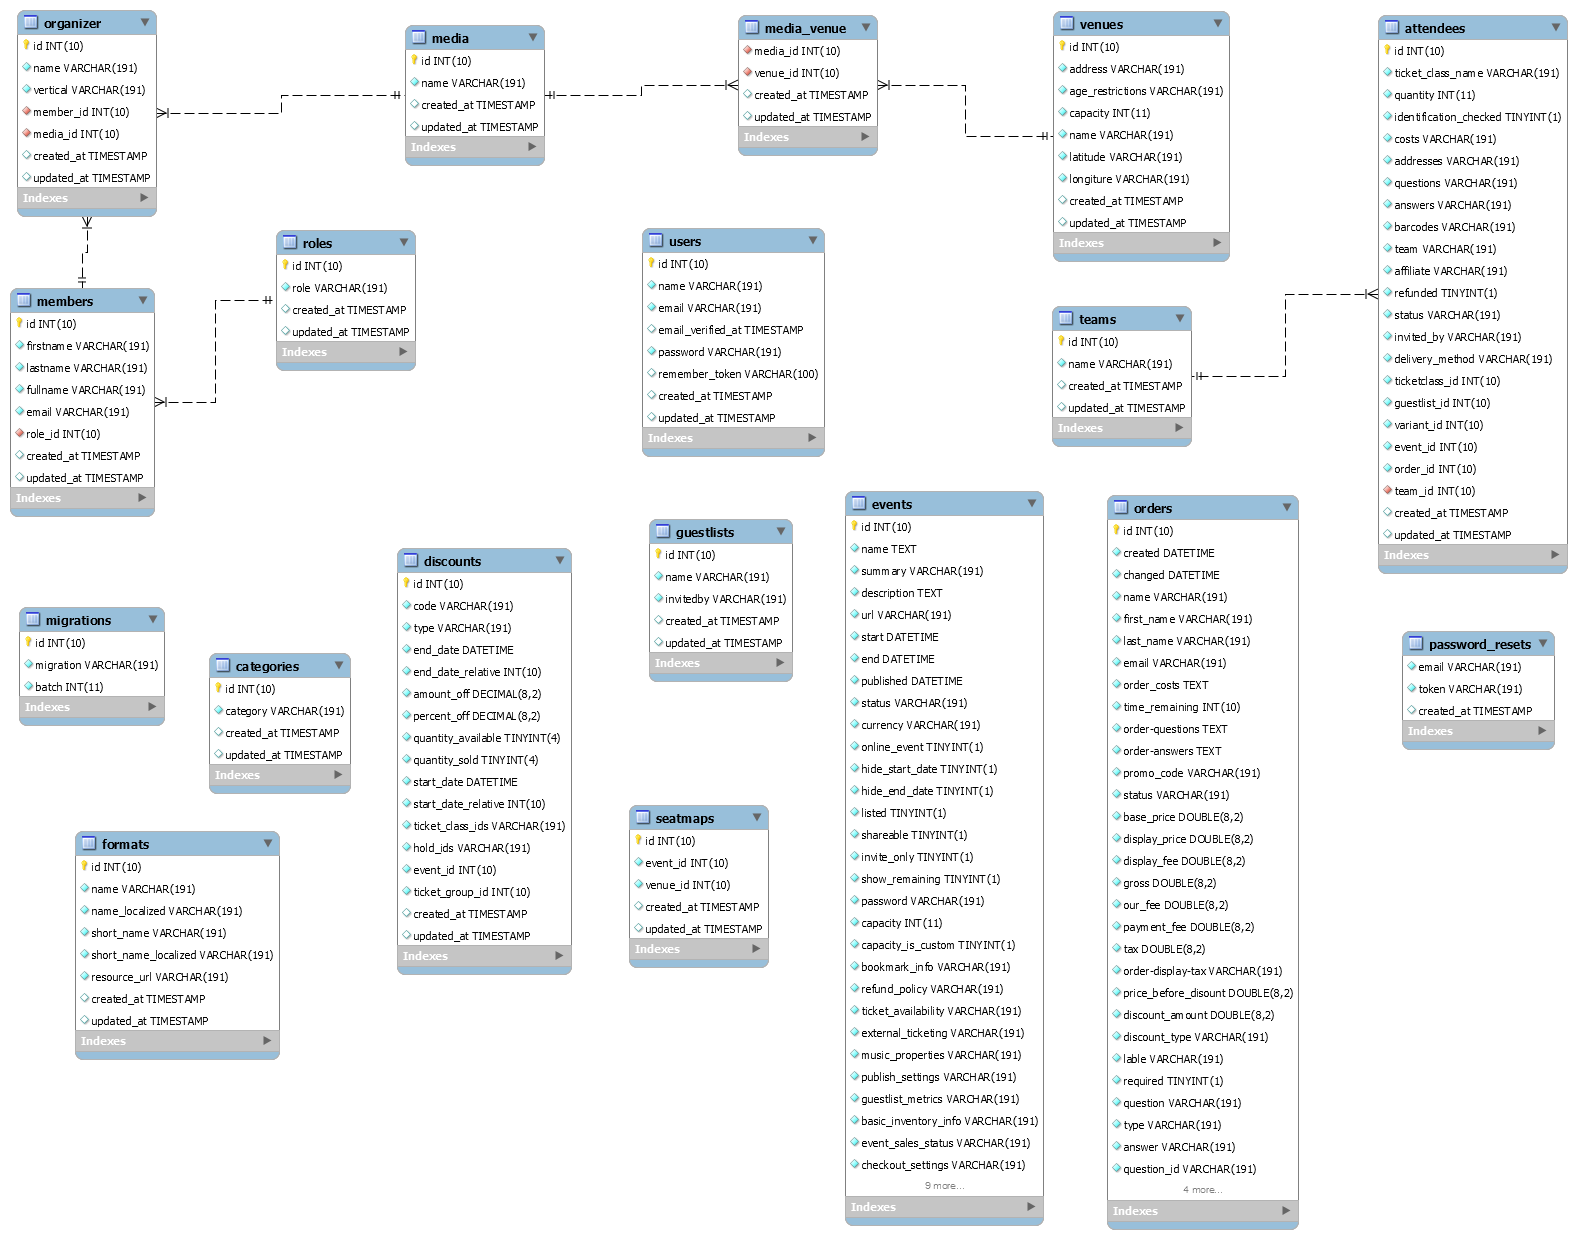 organizer
id INT(10)
name VARCHAR(191)
vertical VARCHAR(191)
member_id INT(10)
media_id INT(10)
created_at TIMESTAMP
updated_at TIMESTAMP
Indexes
media
id INT(10)
name VARCHAR(191)
created_at TIMESTAMP
updated_at TIMESTAMP
Indexes
media_venue
media_id INT(10)
venue_id INT(10)
created_at TIMESTAMP
updated_at TIMESTAMP
Indexes
venues
id INT(10)
address VARCHAR(191)
age_restrictions VARCHAR(191)
capacity INT(11)
name VARCHAR(191)
latitude VARCHAR(191)
longiture VARCHAR(191)
created_at TIMESTAMP
updated_at TIMESTAMP
Indexes
attendees
id INT(10)
ticket_class_name VARCHAR(191)
quantity INT(11)
identification_checked TINYINT(1)
costs VARCHAR(191)
addresses VARCHAR(191)
questions VARCHAR(191)
answers VARCHAR(191)
barcodes VARCHAR(191)
team VARCHAR(191)
affiliate VARCHAR(191)
refunded TINYINT(1)
status VARCHAR(191)
invited_by VARCHAR(191)
delivery_method VARCHAR(191)
ticketclass_id INT(10)
guestlist_id INT(10)
variant_id INT(10)
event_id INT(10)
order_id INT(10)
team_id INT(10)
created_at TIMESTAMP
updated_at TIMESTAMP
Indexes
members
id INT(10)
firstname VARCHAR(191)
lastname VARCHAR(191)
fullname VARCHAR(191)
email VARCHAR(191)
role_id INT(10)
created_at TIMESTAMP
updated_at TIMESTAMP
Indexes
roles
id INT(10)
role VARCHAR(191)
created_at TIMESTAMP
updated_at TIMESTAMP
Indexes
users
id INT(10)
name VARCHAR(191)
email VARCHAR(191)
email_verified_at TIMESTAMP
password VARCHAR(191)
remember_token VARCHAR(100)
created_at TIMESTAMP
updated_at TIMESTAMP
Indexes
teams
id INT(10)
name VARCHAR(191)
created_at TIMESTAMP
updated_at TIMESTAMP
Indexes
migrations
id INT(10)
migration VARCHAR(191)
batch INT(11)
Indexes
categories
id INT(10)
category VARCHAR(191)
created_at TIMESTAMP
updated_at TIMESTAMP
Indexes
formats
id INT(10)
name VARCHAR(191)
name_localized VARCHAR(191)
short_name VARCHAR(191)
short_name_localized VARCHAR(191)
resource_url VARCHAR(191)
created_at TIMESTAMP
updated_at TIMESTAMP
Indexes
discounts
id INT(10)
code VARCHAR(191)
type VARCHAR(191)
end_date DATETIME
end_date_relative INT(10)
amount_off DECIMAL(8,2)
percent_off DECIMAL(8,2)
quantity_available TINYINT(4)
quantity_sold TINYINT(4)
start_date DATETIME
start_date_relative INT(10)
ticket_class_ids VARCHAR(191)
hold_ids VARCHAR(191)
event_id INT(10)
ticket_group_id INT(10)
created_at TIMESTAMP
updated_at TIMESTAMP
Indexes
guestlists
id INT(10)
name VARCHAR(191)
invitedby VARCHAR(191)
created_at TIMESTAMP
updated_at TIMESTAMP
Indexes
seatmaps
id INT(10)
event_id INT(10)
venue_id INT(10)
created_at TIMESTAMP
updated_at TIMESTAMP
Indexes
events
id INT(10)
name TEXT
summary VARCHAR(191)
description TEXT
url VARCHAR(191)
start DATETIME
end DATETIME
published DATETIME
status VARCHAR(191)
currency VARCHAR(191)
online_event TINYINT(1)
hide_start_date TINYINT(1)
hide_end_date TINYINT(1)
listed TINYINT(1)
shareable TINYINT(1)
invite_only TINYINT(1)
show_remaining TINYINT(1)
password VARCHAR(191)
capacity INT(11)
capacity_is_custom TINYINT(1)
bookmark_info VARCHAR(191)
refund_policy VARCHAR(191)
ticket_availability VARCHAR(191)
external_ticketing VARCHAR(191)
music_properties VARCHAR(191)
publish_settings VARCHAR(191)
guestlist_metrics VARCHAR(191)
basic_inventory_info VARCHAR(191)
event_sales_status VARCHAR(191)
checkout_settings VARCHAR(191)
9 more...
Indexes
orders
id INT(10)
created DATETIME
changed DATETIME
name VARCHAR(191)
first_name VARCHAR(191)
last_name VARCHAR(191)
email VARCHAR(191)
order_costs TEXT
time_remaining INT(10)
order-questions TEXT
order-answers TEXT
promo_code VARCHAR(191)
status VARCHAR(191)
base_price DOUBLE(8,2)
display_price DOUBLE(8,2)
display_fee DOUBLE(8,2)
gross DOUBLE(8,2)
our_fee DOUBLE(8,2)
payment_fee DOUBLE(8,2)
tax DOUBLE(8,2)
order-display-tax VARCHAR(191)
price_before_disount DOUBLE(8,2)
discount_amount DOUBLE(8,2)
discount_type VARCHAR(191)
lable VARCHAR(191)
required TINYINT(1)
question VARCHAR(191)
type VARCHAR(191)
answer VARCHAR(191)
question_id VARCHAR(191)
4 more...
Indexes
password_resets
email VARCHAR(191)
token VARCHAR(191)
created_at TIMESTAMP
Indexes